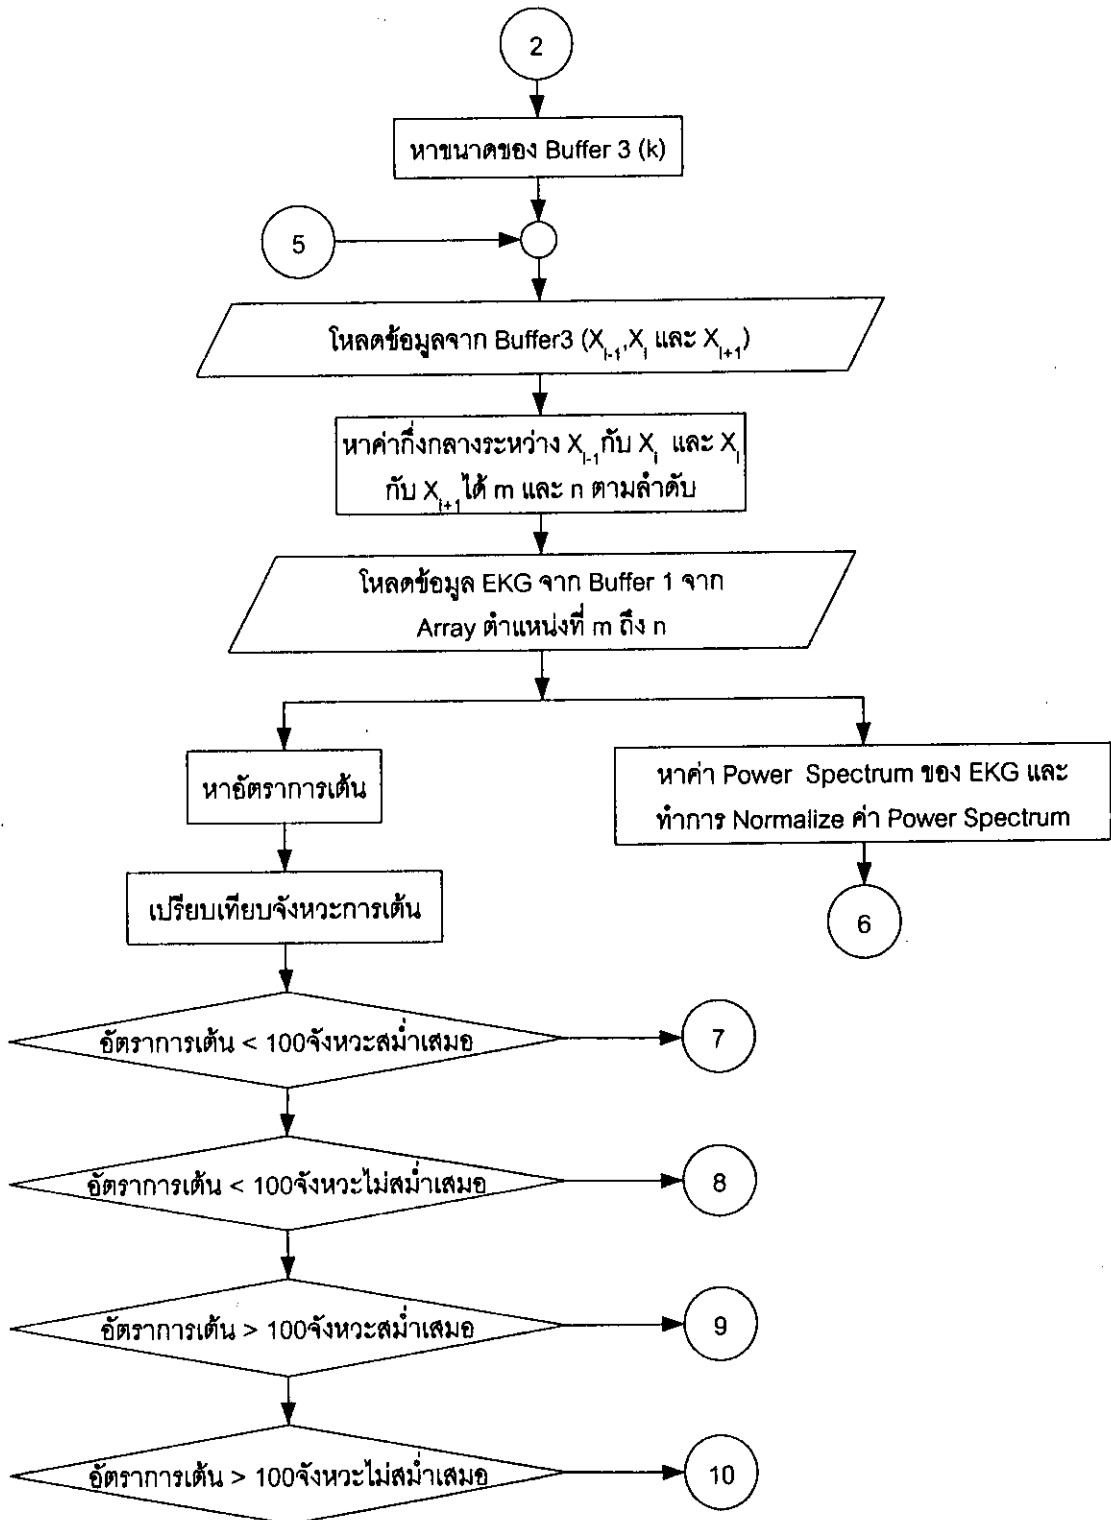 2
หาขนาดของ Buffer 3 (k)
5
โหลดข้อมูลจาก Buffer3 (X_{i-1},X_i และ X_{i+1})
หาค่ากึ่งกลางระหว่าง X_{i-1} กับ X_i และ X_i
กับ X_{i+1} ได้ m และ n ตามลำดับ
โหลดข้อมูล EKG จาก Buffer 1 จาก
Array ตำแหน่งที่ m ถึง n
หาอัตราการเต้น
หาค่า Power Spectrum ของ EKG และ
ทำการ Normalize ค่า Power Spectrum
เปรียบเทียบจังหวะการเต้น
6
อัตราการเต้น < 100จังหวะสม่ำเสมอ
7
อัตราการเต้น < 100จังหวะไม่สม่ำเสมอ
8
อัตราการเต้น > 100จังหวะสม่ำเสมอ
9
อัตราการเต้น > 100จังหวะไม่สม่ำเสมอ
10